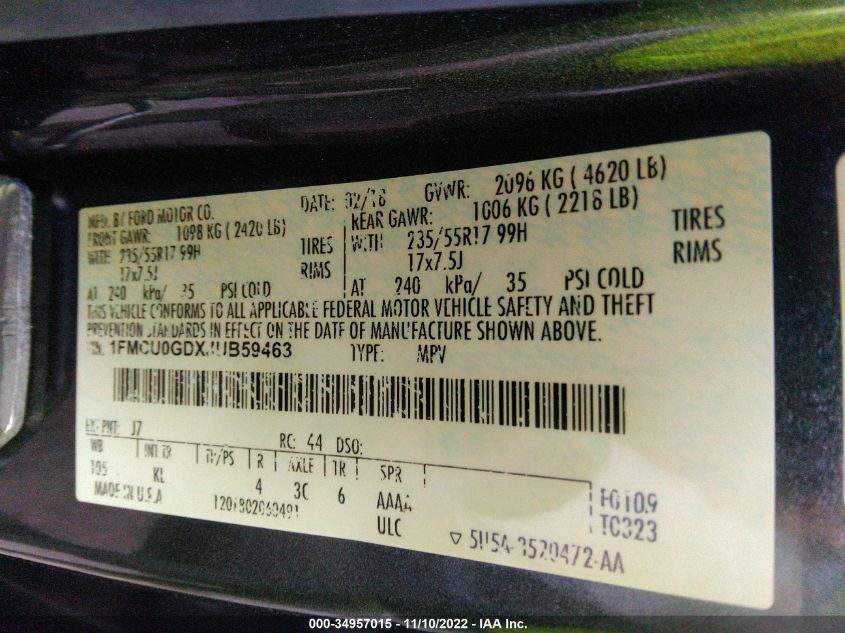 MFD. BY FORD MOTOR CO.
DATE: 02/18 GVWR: 2096 KG ( 4620 LB)
FRONT GAWR: 1098 KG ( 2420 LB)
REAR GAWR: 1006 KG ( 2218 LB)
WITH 235/55R17 99H TIRES
WITH 235/55R17 99H TIRES
17x7.5J RIMS
17x7.5J RIMS
AT 240 kPa/ 35 PSI COLD
AT 240 kPa/ 35 PSI COLD
THIS VEHICLE CONFORMS TO ALL APPLICABLE FEDERAL MOTOR VEHICLE SAFETY AND THEFT
PREVENTION STANDARDS IN EFFECT ON THE DATE OF MANUFACTURE SHOWN ABOVE.
VIN: 1FMCU0GDXJUB59463 TYPE: MPV
EXT PNT: J7 RC: 44 DSO:
WB INT TR TP/PS R AXLE TR SPR
105 KL 4 3C 6 AAAA
MADE IN U.S.A ULC
F010.9
TC323
▽ 5U5A-3520472-AA
000-34957015 — 11/10/2022 — IAA Inc.